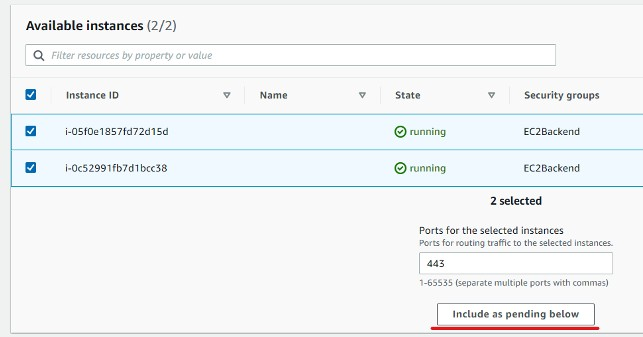 Available instances (2/2)
Filter resources by property or value
Instance ID Name State Security groups
i-05f0e1857fd72d15d running EC2Backend
i-0c52991fb7d1bcc38 running EC2Backend
2 selected
Ports for the selected instances
Ports for routing traffic to the selected instances.
443
1-65535 (separate multiple ports with commas)
Include as pending below